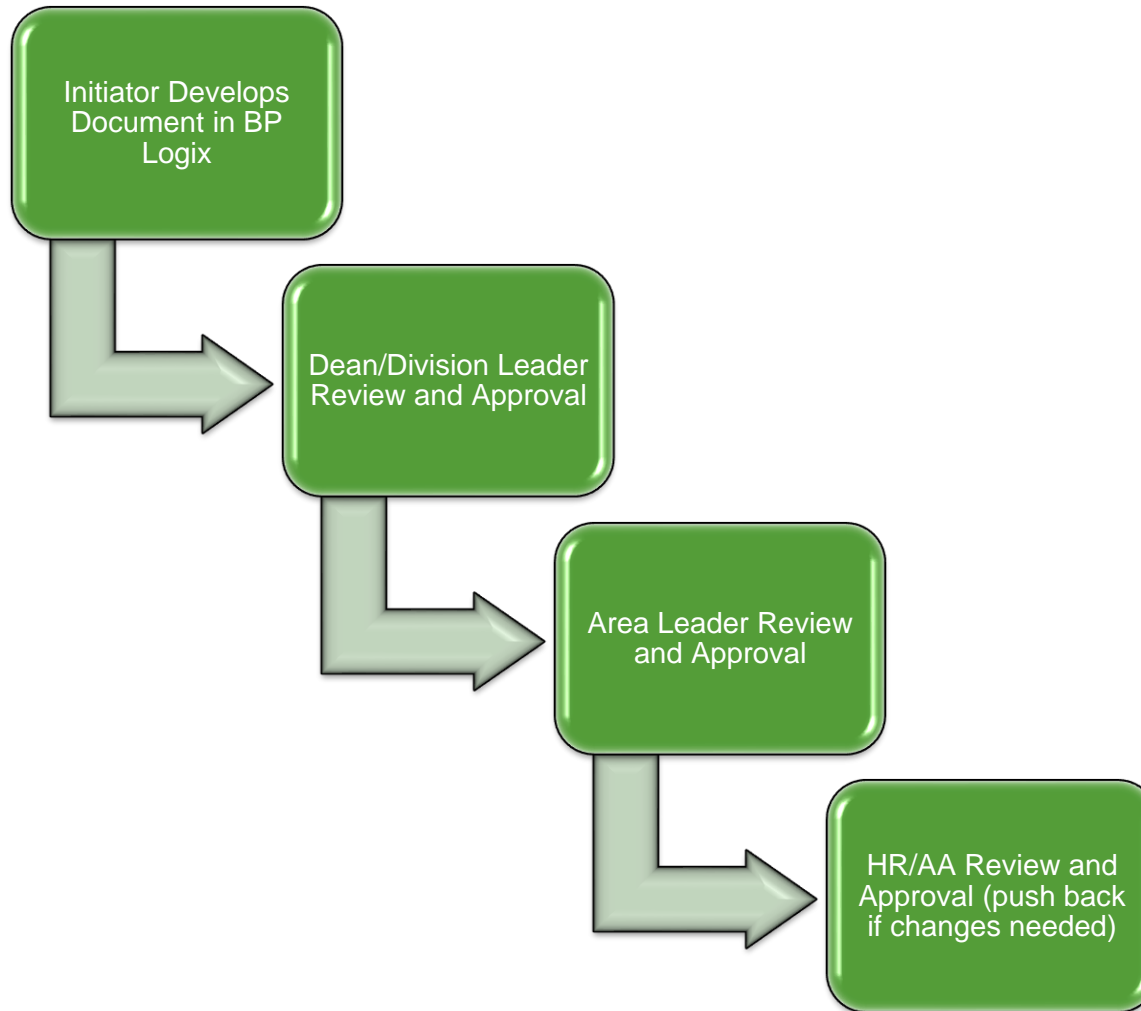 Initiator Develops
Document in BP
Logix
Dean/Division Leader
Review and Approval
Area Leader Review
and Approval
HR/AA Review and
Approval (push back
if changes needed)